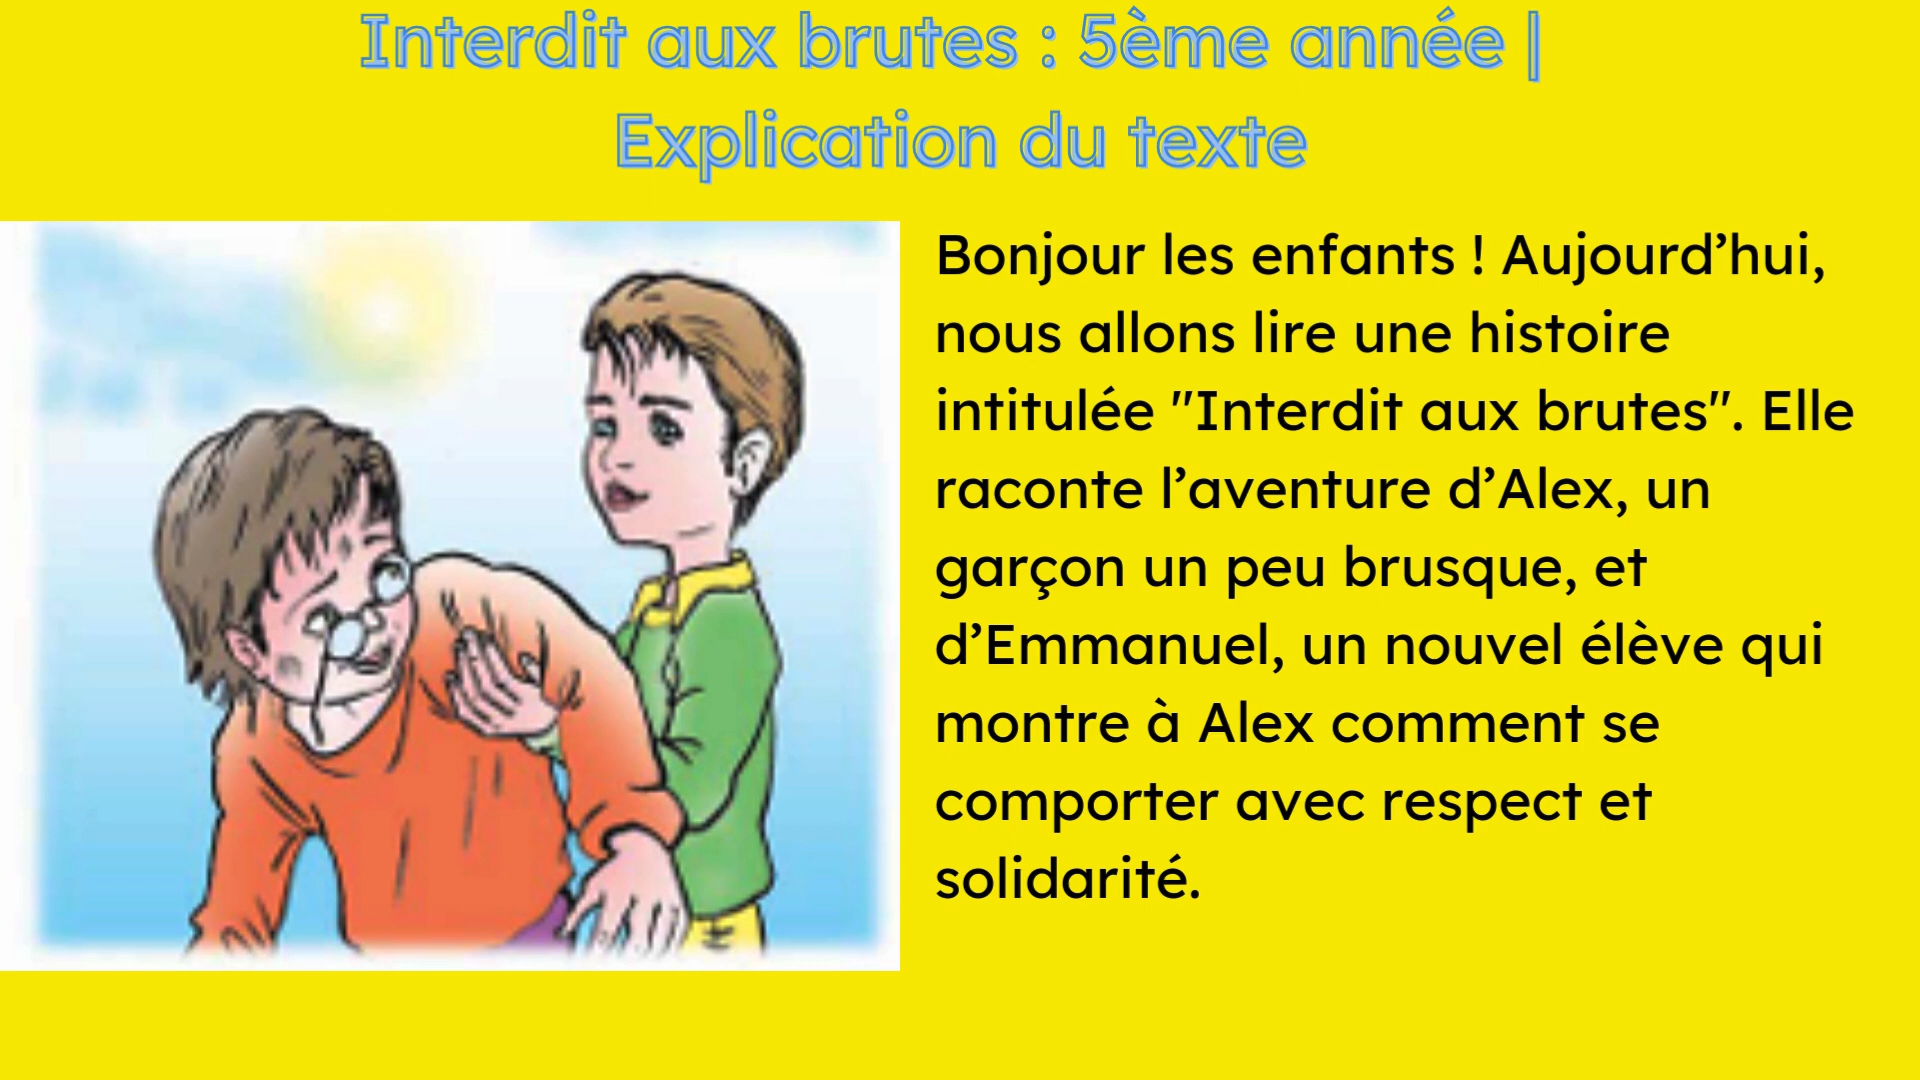 Interdit aux brutes : 5ème année |
Explication du texte
Bonjour les enfants ! Aujourd’hui,
nous allons lire une histoire
intitulée "Interdit aux brutes". Elle
raconte l’aventure d’Alex, un
garçon un peu brusque, et
d’Emmanuel, un nouvel élève qui
montre à Alex comment se
comporter avec respect et
solidarité.